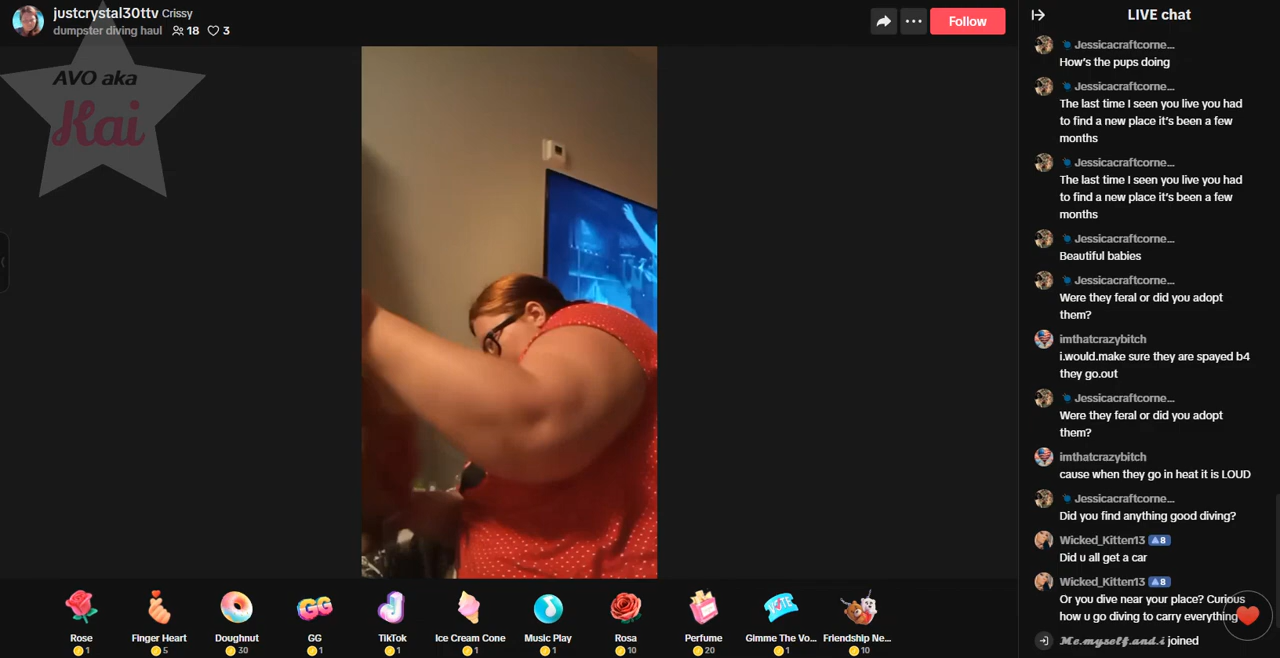 justcrystal30ttv Crissy
dumpster diving haul 18 3
Follow
LIVE chat
AVO aka
Kai
Jessicacraftcorne...
How's the pups doing
Jessicacraftcorne...
The last time I seen you live you had
to find a new place it's been a few
months
Jessicacraftcorne...
The last time I seen you live you had
to find a new place it's been a few
months
Jessicacraftcorne...
Beautiful babies
Jessicacraftcorne...
Were they feral or did you adopt
them?
imthatcrazybitch
i.would.make sure they are spayed b4
they go.out
Jessicacraftcorne...
Were they feral or did you adopt
them?
imthatcrazybitch
cause when they go in heat it is LOUD
Jessicacraftcorne...
Did you find anything good diving?
Wicked_Kitten13 8
Did u all get a car
Wicked_Kitten13 8
Or you dive near your place? Curious
how u go diving to carry everything
Me.myself.and.i joined
GG
VOTE
Rose Finger Heart Doughnut GG TikTok Ice Cream Cone Music Play Rosa Perfume GImme The Vo... Friendship Ne...
1 5 30 1 1 1 1 10 20 1 10